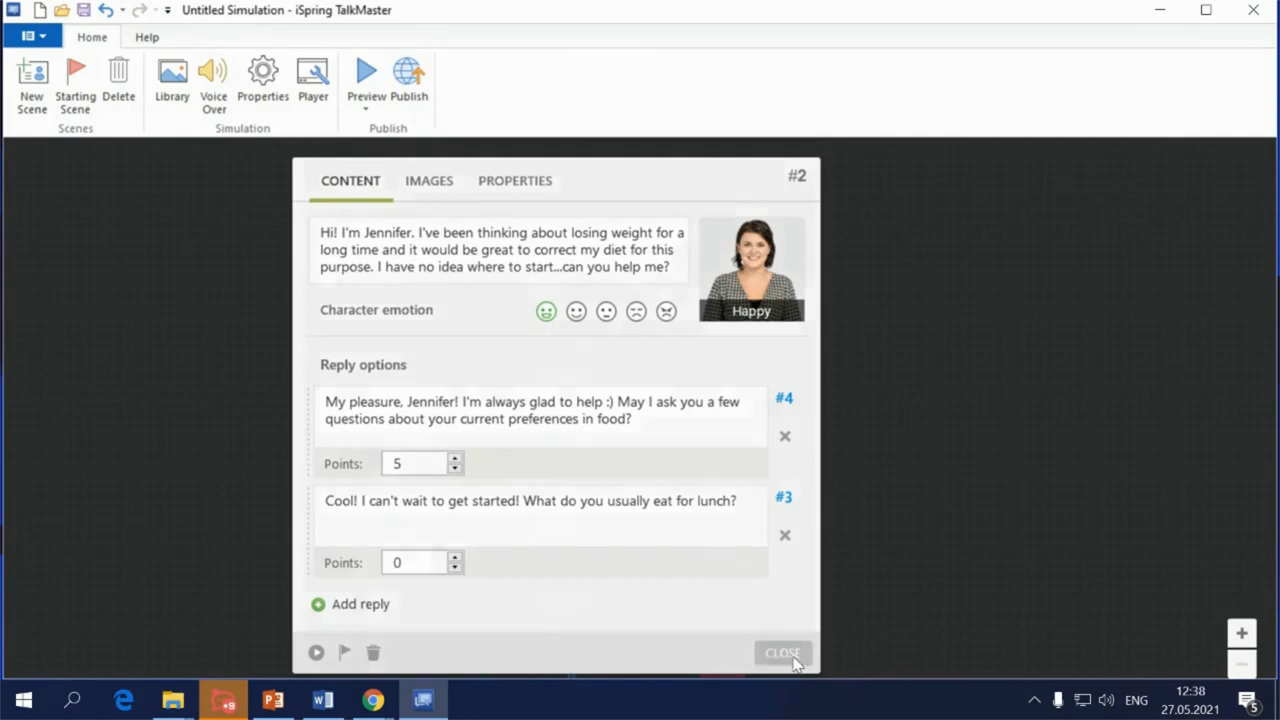 Untitled Simulation - iSpring TalkMaster
Home Help
New Scene
Starting Scene
Delete
Library
Voice Over
Properties
Player
Preview
Publish
Scenes
Simulation
Publish
CONTENT IMAGES PROPERTIES #2
Hi! I'm Jennifer. I've been thinking about losing weight for a
long time and it would be great to correct my diet for this
purpose. I have no idea where to start...can you help me?
Character emotion
Happy
Reply options
My pleasure, Jennifer! I'm always glad to help :) May I ask you a few
questions about your current preferences in food?
#4
Points: 5
Cool! I can't wait to get started! What do you usually eat for lunch?
#3
Points: 0
Add reply
CLOSE
+9
ENG
12:38
27.05.2021
5